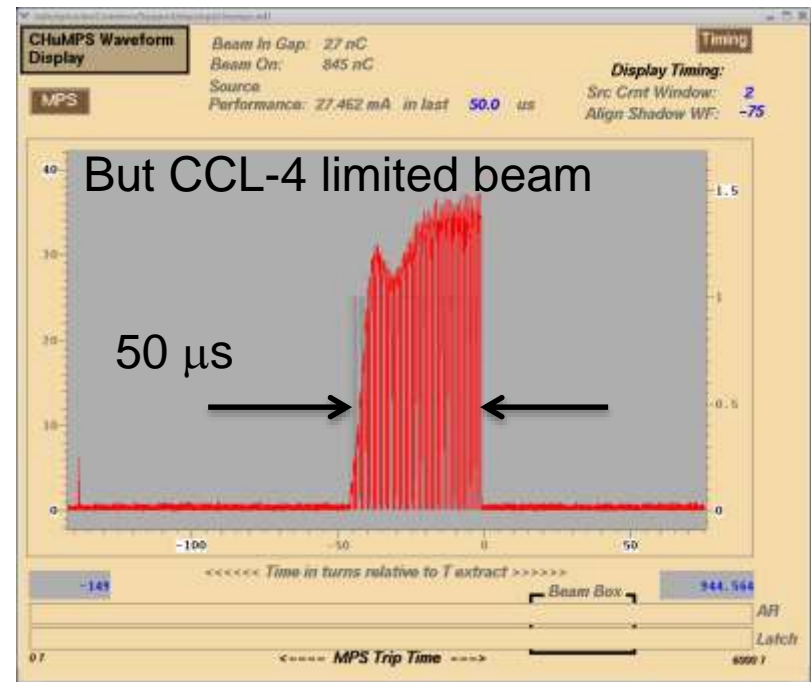 CHuMPS Waveform
Display
MPS
Beam In Gap: 27 nC
Beam On: 845 nC
Source
Performance: 27.462 mA in last 50.0 us
Timing
Display Timing:
Src Crnt Window: 2
Align Shadow WF: -75
But CCL-4 limited beam
50 μs
40
30
20
10
0
1.5
1
0.5
0
-100 -50 0 50
<<<<<< Time in turns relative to T extract >>>>>>
-149
944.564
Beam Box
AR
Latch
0 T
<---- MPS Trip Time ---->
6000 T